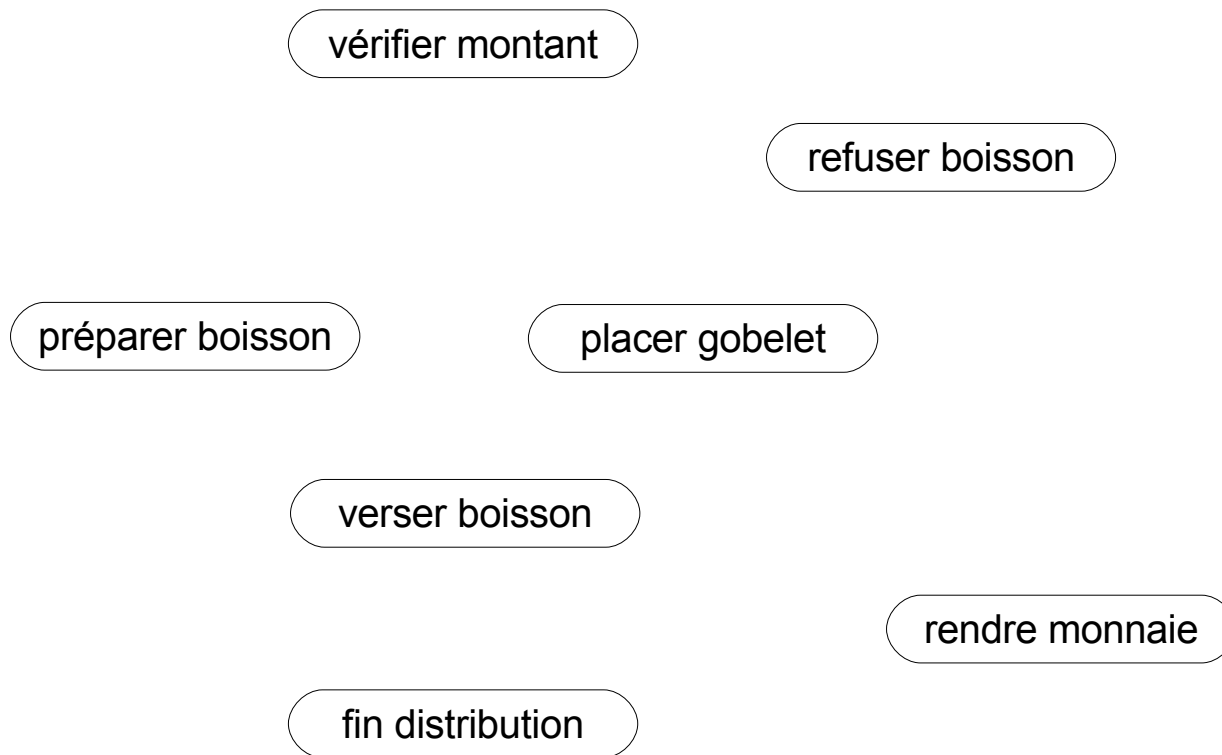 vérifier montant
refuser boisson
préparer boisson
placer gobelet
verser boisson
rendre monnaie
fin distribution